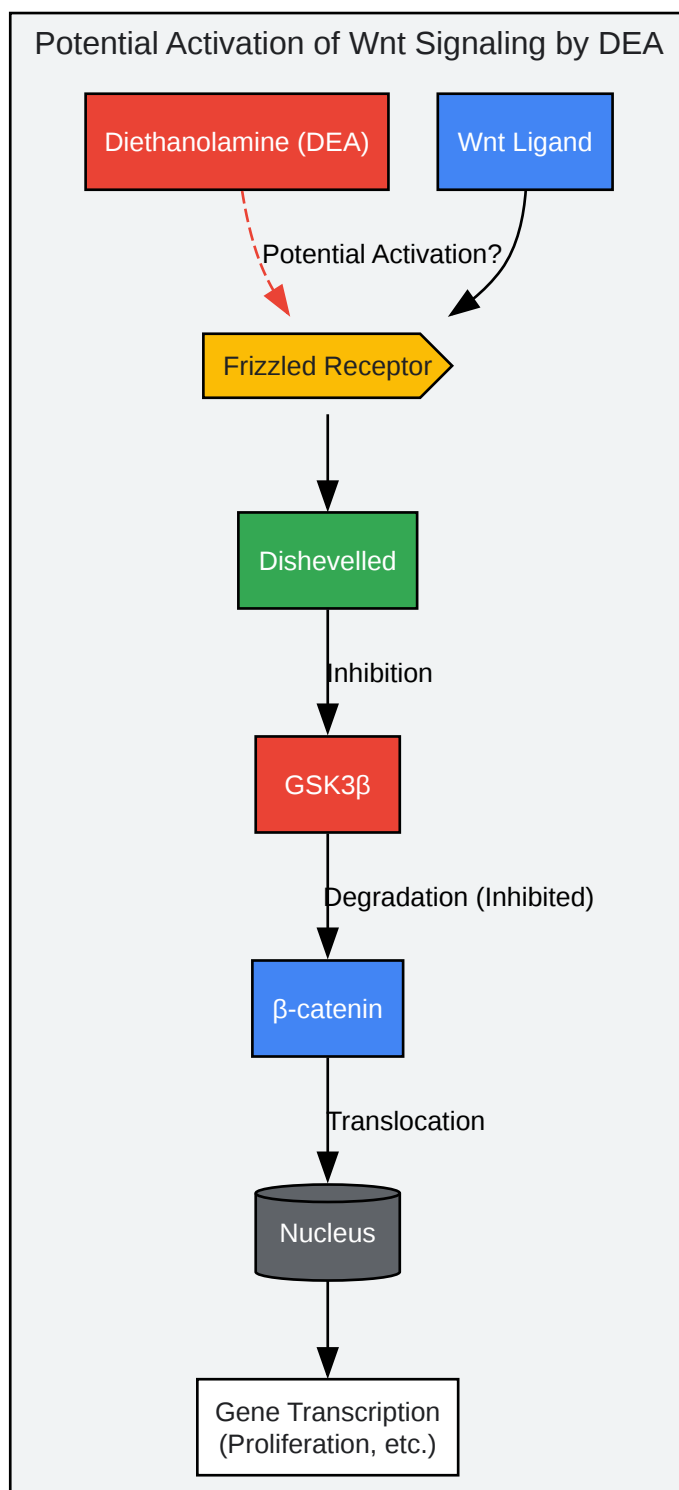 Potential Activation of Wnt Signaling by DEA
Diethanolamine (DEA)
Wnt Ligand
Potential Activation?
Frizzled Receptor
Dishevelled
Inhibition
GSK3β
Degradation (Inhibited)
β-catenin
Translocation
Nucleus
Gene Transcription
(Proliferation, etc.)